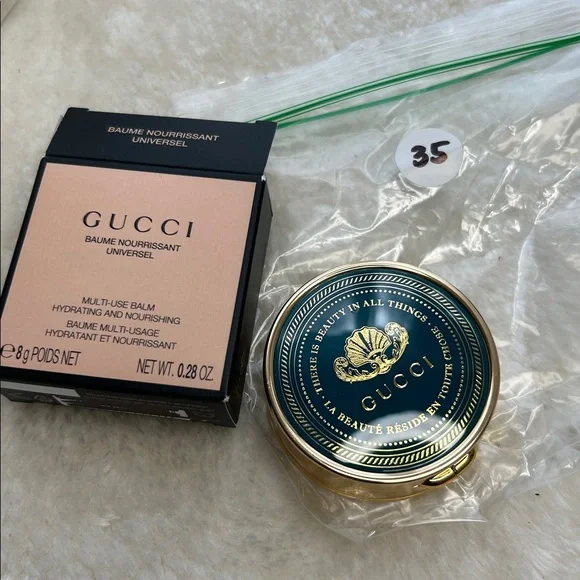 BAUME NOURRISSANT
UNIVERSEL
GUCCI
BAUME NOURRISSANT
UNIVERSEL
MULTI-USE BALM
HYDRATING AND NOURISHING
BAUME MULTI-USAGE
HYDRATANT ET NOURRISSANT
℮8g POIDS NET
NET WT. 0.28 OZ.
35
THERE IS BEAUTY IN ALL THINGS
GUCCI
LA BEAUTÉ RÉSIDE EN TOUTE CHOSE